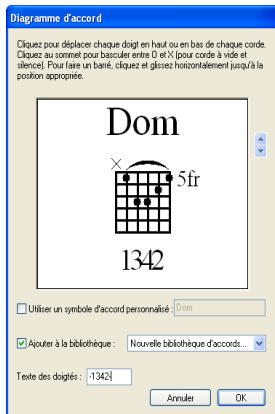 Diagramme d'accord
Cliquez pour déplacer chaque doigt en haut ou en bas de chaque corde.
Cliquez au sommet pour basculer entre O et X (pour corde à vide et
silence). Pour faire un barré, cliquez et glissez horizontalement jusqu'à la
position appropriée.
Dom
X
5fr
1342
Utiliser un symbole d'accord personnalisé : Dom
Ajouter à la bibliothèque : Nouvelle bibliothèque d'accords...
Texte des doigtés : -1342-
Annuler OK